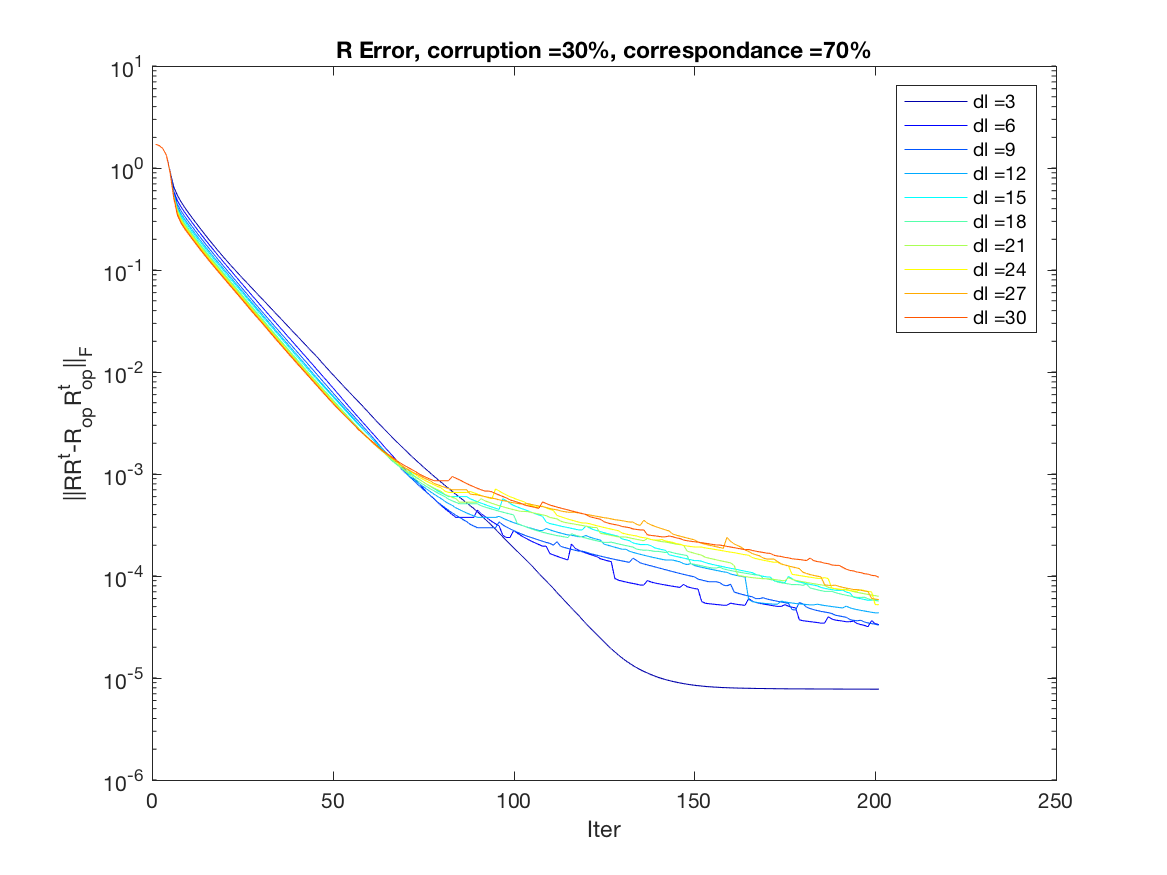 R Error, corruption =30%, correspondance =70%
10^1
10^0
10^-1
10^-2
10^-3
10^-4
10^-5
10^-6
||RR^t-R_op R_op^t||_F
0 50 100 150 200 250
Iter
dl =3
dl =6
dl =9
dl =12
dl =15
dl =18
dl =21
dl =24
dl =27
dl =30